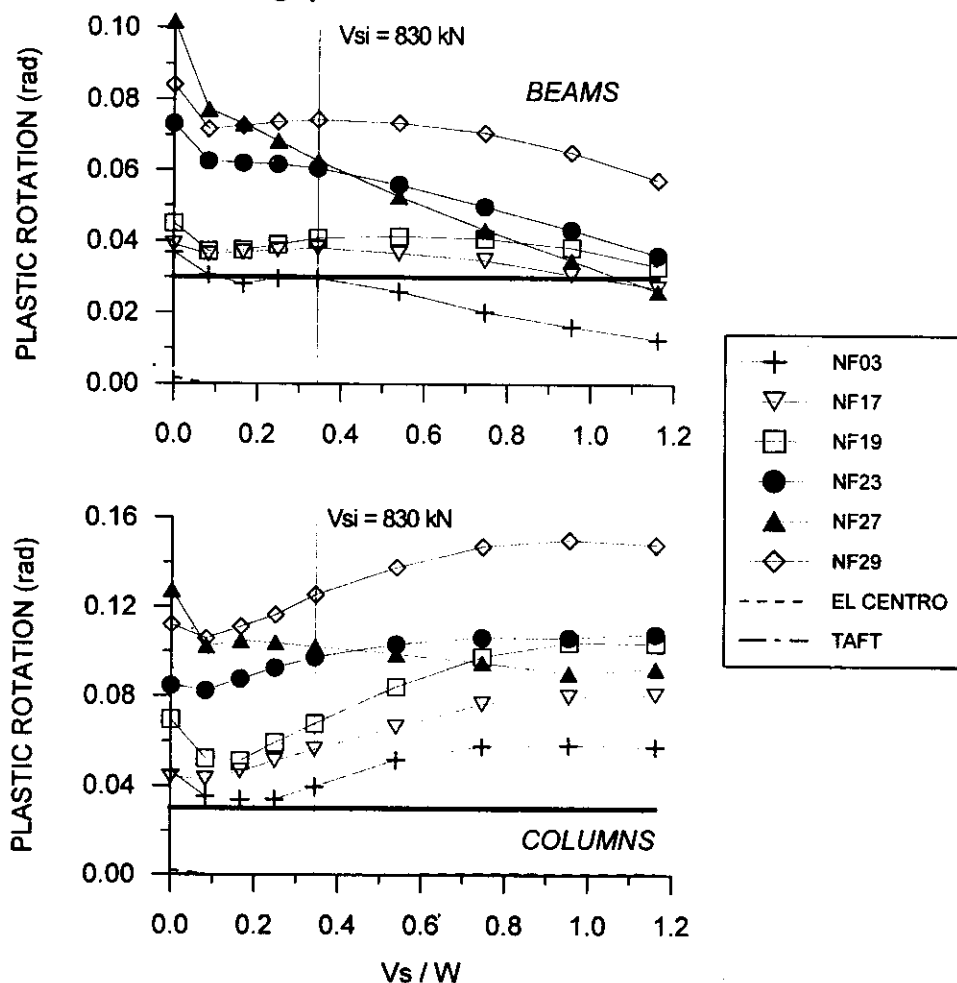 PLASTIC ROTATION (rad)
0.10
0.08
0.06
0.04
0.02
0.00
Vsi = 830 kN
BEAMS
0.0 0.2 0.4 0.6 0.8 1.0 1.2
PLASTIC ROTATION (rad)
0.16
0.12
0.08
0.04
0.00
Vsi = 830 kN
COLUMNS
0.0 0.2 0.4 0.6 0.8 1.0 1.2
Vs / W
NF03
NF17
NF19
NF23
NF27
NF29
EL CENTRO
TAFT